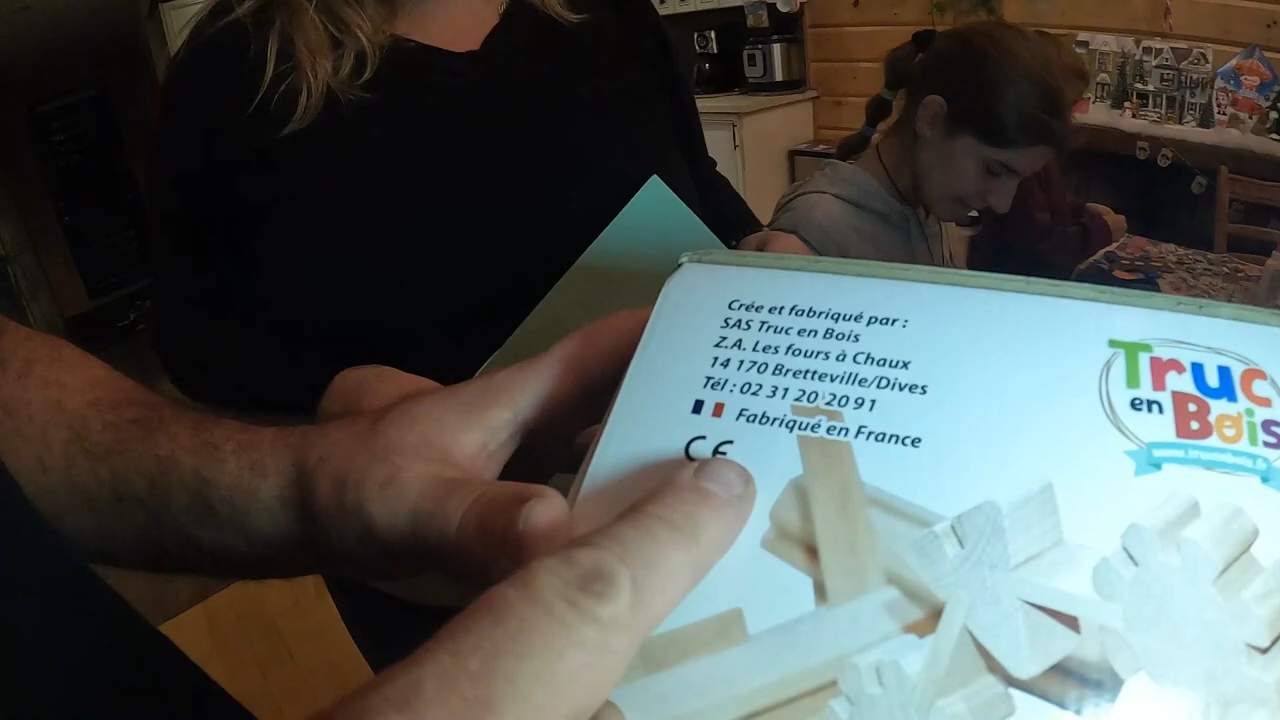 Crée et fabriqué par :
SAS Truc en Bois
Z.A. Les fours à Chaux
14 170 Bretteville/Dives
Tél : 02 31 20 20 91
Fabriqué en France
CE
Truc
en Bois